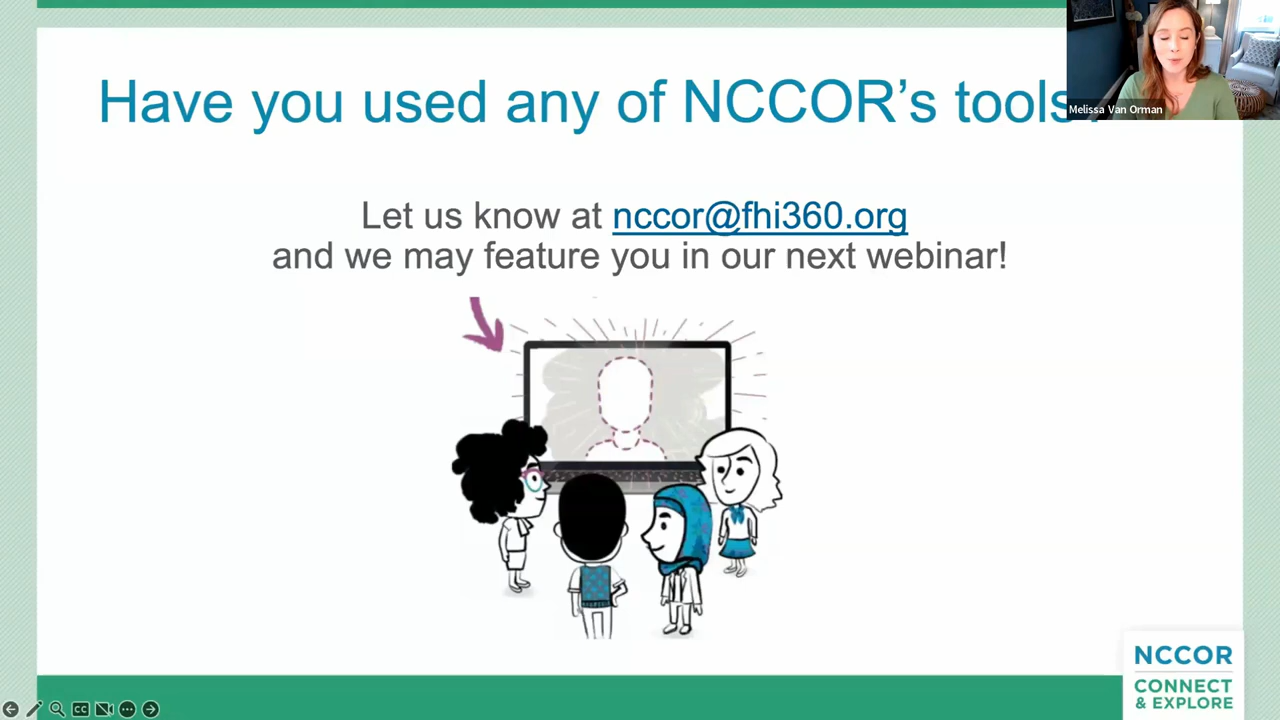 Have you used any of NCCOR's tools
Melissa Van Orman
Let us know at nccor@fhi360.org
and we may feature you in our next webinar!
NCCOR
CONNECT
& EXPLORE
CC